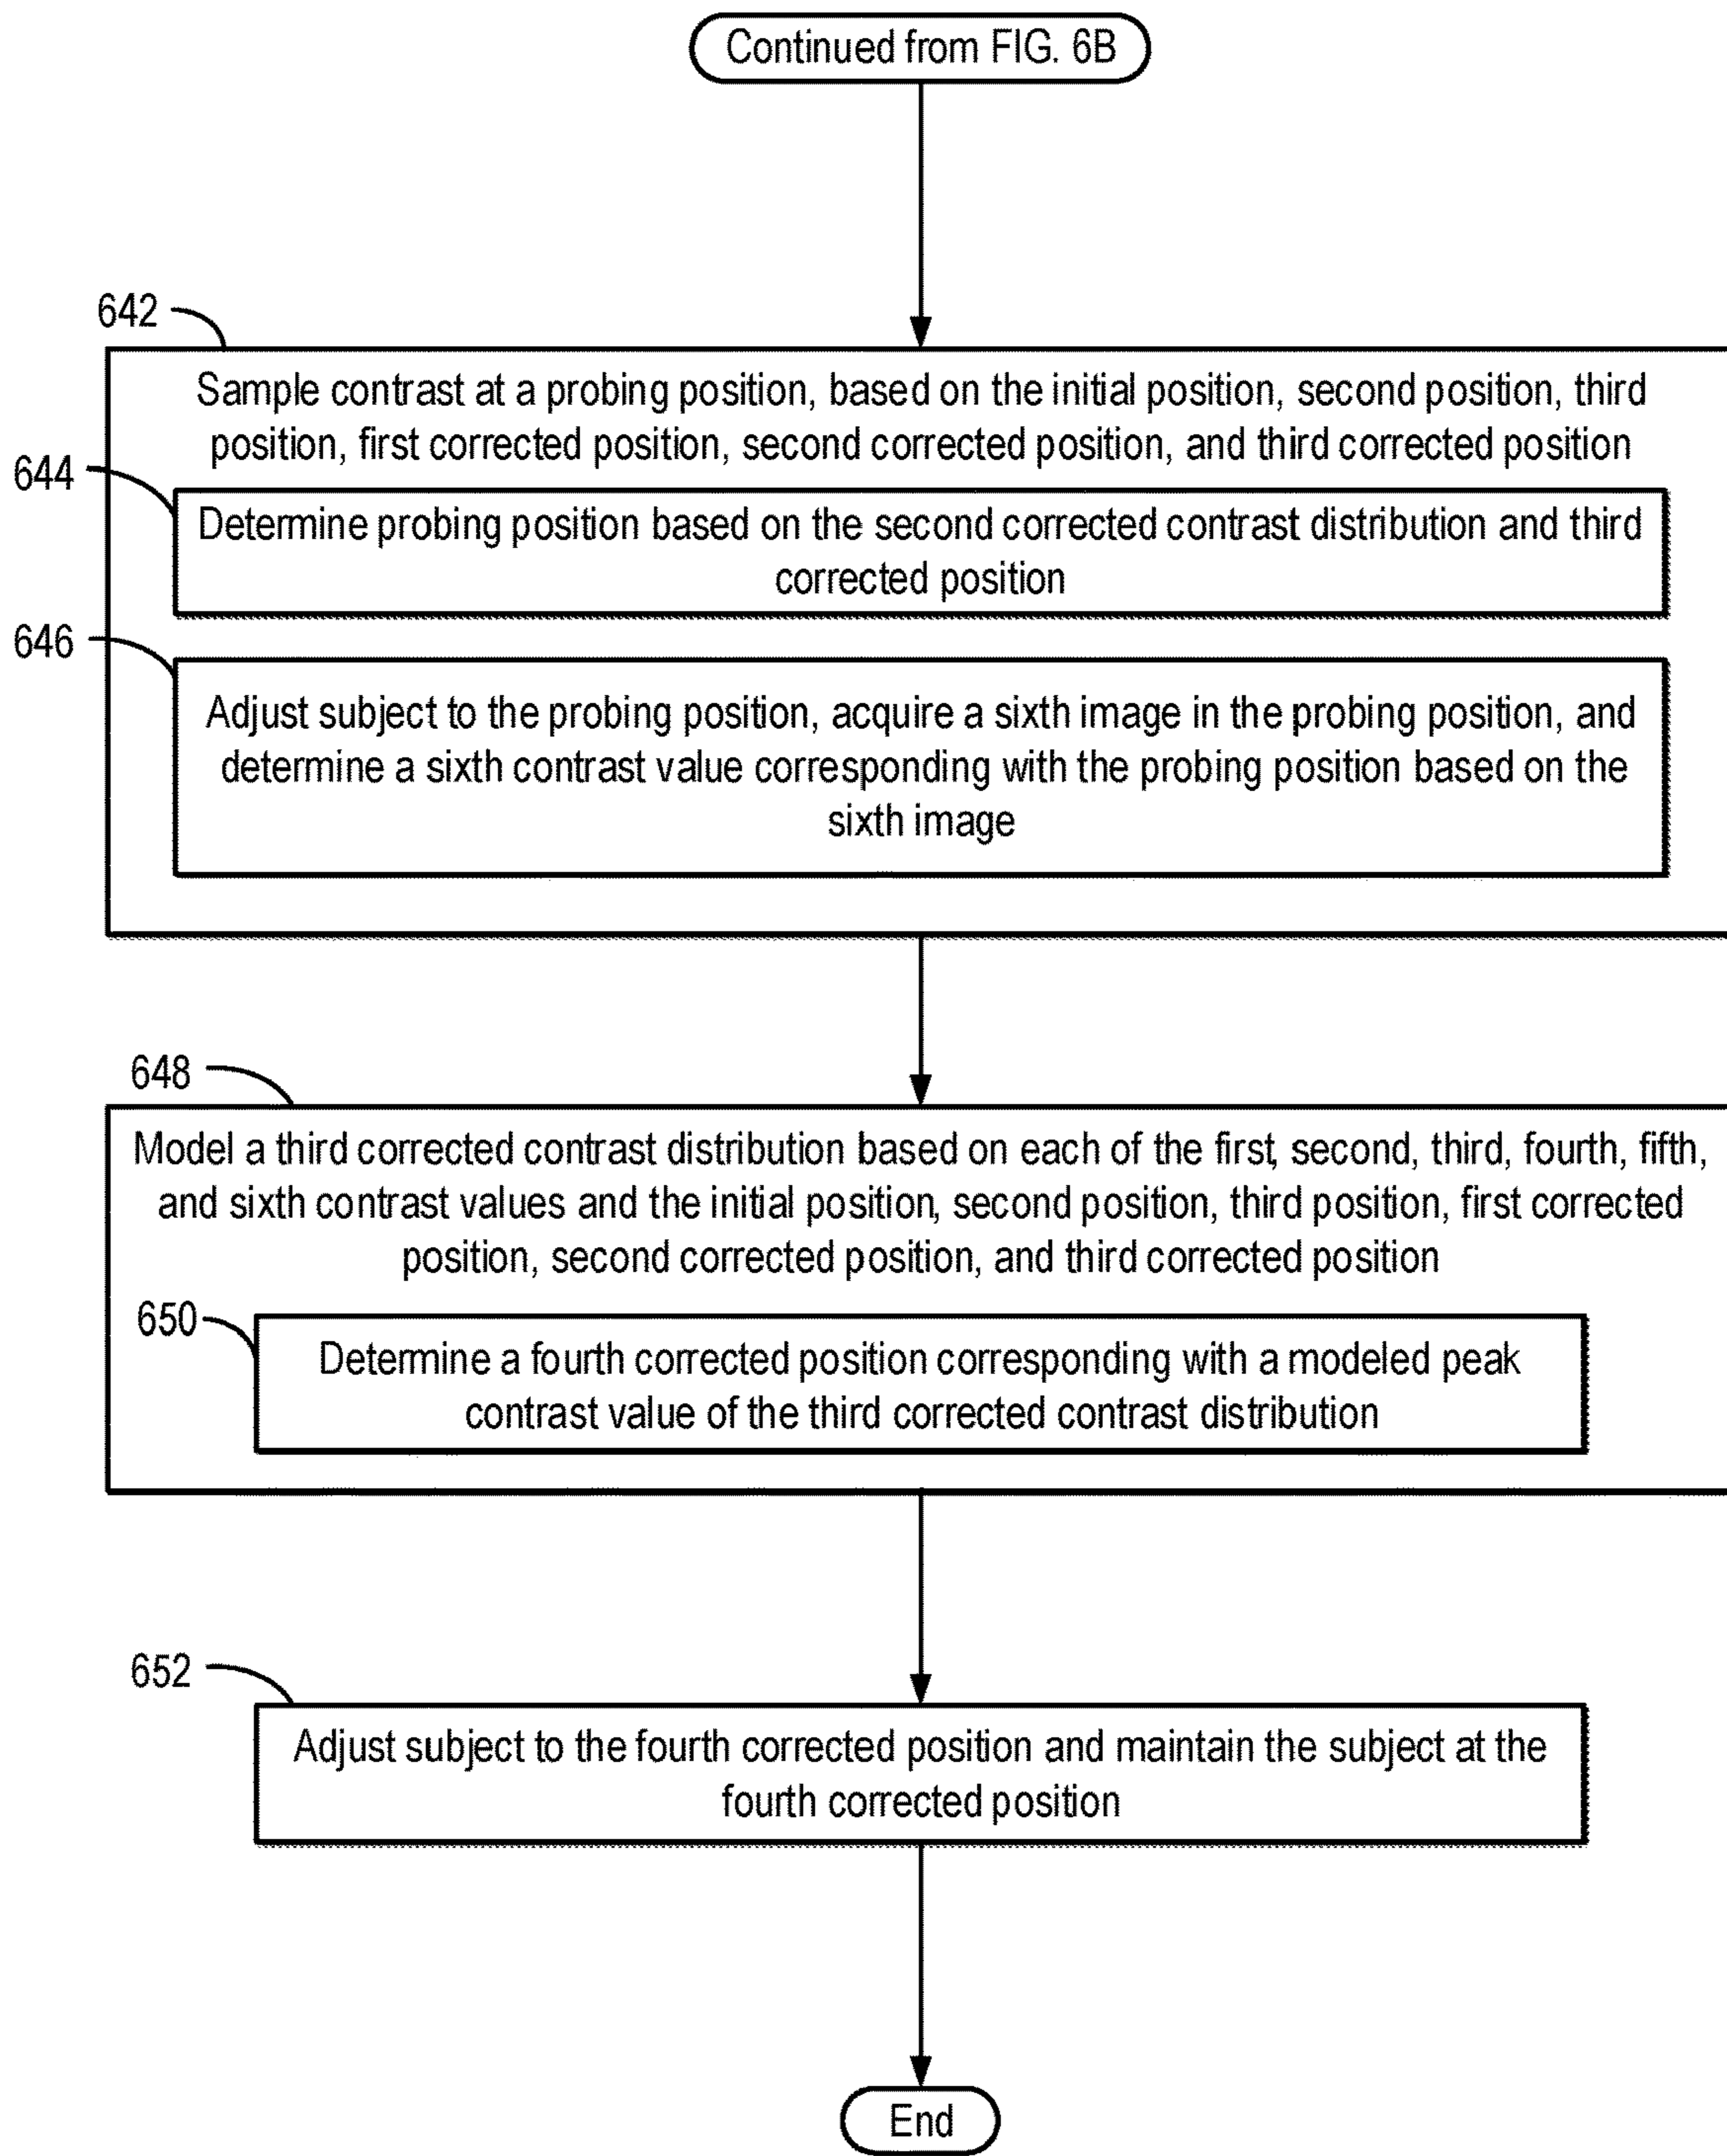 Continued from FIG. 6B
642
Sample contrast at a probing position, based on the initial position, second position, third
position, first corrected position, second corrected position, and third corrected position
644
Determine probing position based on the second corrected contrast distribution and third
corrected position
646
Adjust subject to the probing position, acquire a sixth image in the probing position, and
determine a sixth contrast value corresponding with the probing position based on the
sixth image
648
Model a third corrected contrast distribution based on each of the first, second, third, fourth, fifth,
and sixth contrast values and the initial position, second position, third position, first corrected
position, second corrected position, and third corrected position
650
Determine a fourth corrected position corresponding with a modeled peak
contrast value of the third corrected contrast distribution
652
Adjust subject to the fourth corrected position and maintain the subject at the
fourth corrected position
End